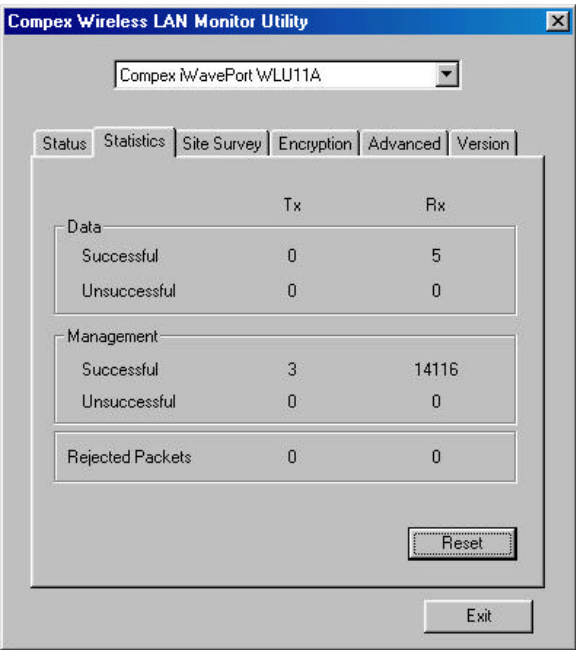 Compex Wireless LAN Monitor Utility
Compex iWavePort WLU11A
Status Statistics Site Survey Encryption Advanced Version
Tx Rx
Data
Successful 0 5
Unsuccessful 0 0
Management
Successful 3 14116
Unsuccessful 0 0
Rejected Packets 0 0
Reset
Exit